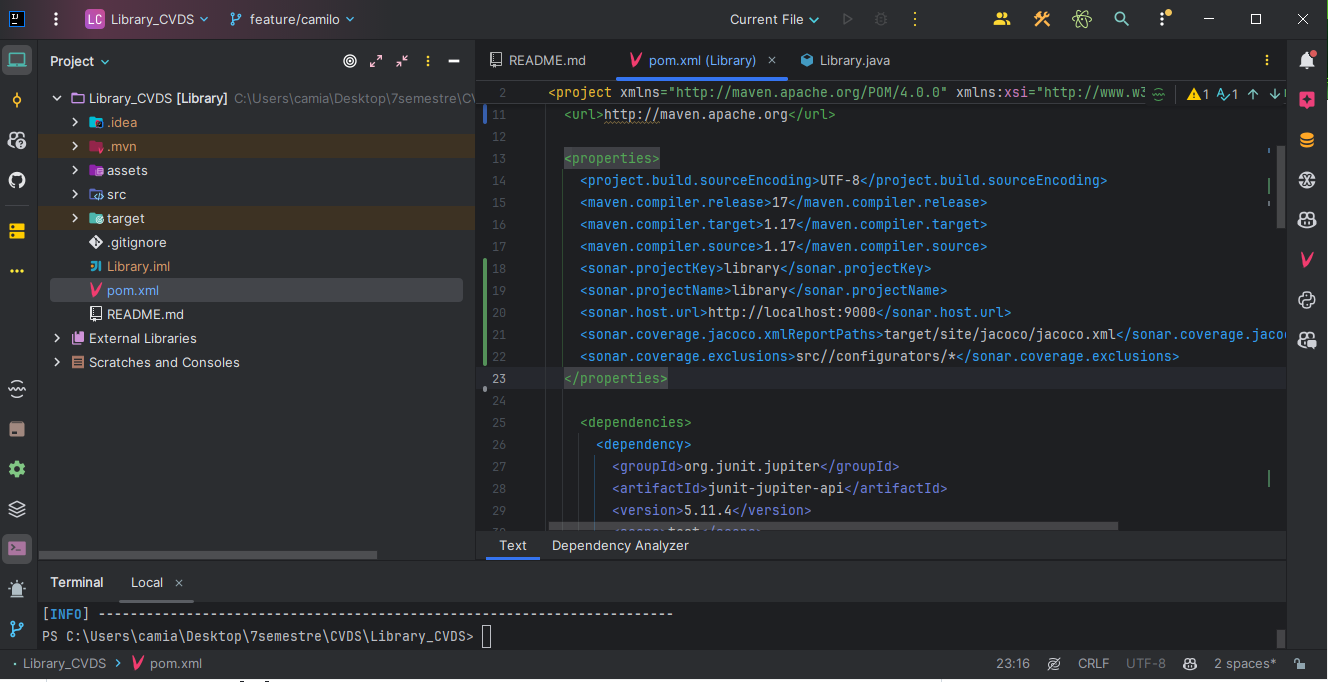 LC Library_CVDS feature/camilo Current File
Project
README.md pom.xml (Library) Library.java
Library_CVDS [Library] C:\Users\camia\Desktop\7semestre\CV
.idea
.mvn
assets
src
target
.gitignore
Library.iml
pom.xml
README.md
External Libraries
Scratches and Consoles
2 <project xmlns="http://maven.apache.org/POM/4.0.0" xmlns:xsi="http://www.w3 1 1
11 <url>http://maven.apache.org</url>
12
13 <properties>
14 <project.build.sourceEncoding>UTF-8</project.build.sourceEncoding>
15 <maven.compiler.release>17</maven.compiler.release>
16 <maven.compiler.target>1.17</maven.compiler.target>
17 <maven.compiler.source>1.17</maven.compiler.source>
18 <sonar.projectKey>library</sonar.projectKey>
19 <sonar.projectName>library</sonar.projectName>
20 <sonar.host.url>http://localhost:9000</sonar.host.url>
21 <sonar.coverage.jacoco.xmlReportPaths>target/site/jacoco/jacoco.xml</sonar.coverage.jaco
22 <sonar.coverage.exclusions>src//configurators/*</sonar.coverage.exclusions>
23 </properties>
24
25 <dependencies>
26 <dependency>
27 <groupId>org.junit.jupiter</groupId>
28 <artifactId>junit-jupiter-api</artifactId>
29 <version>5.11.4</version>
Text Dependency Analyzer
Terminal Local
[INFO] ------------------------------------------------------------------------
PS C:\Users\camia\Desktop\7semestre\CVDS\Library_CVDS>
Library_CVDS > pom.xml 23:16 CRLF UTF-8 2 spaces*